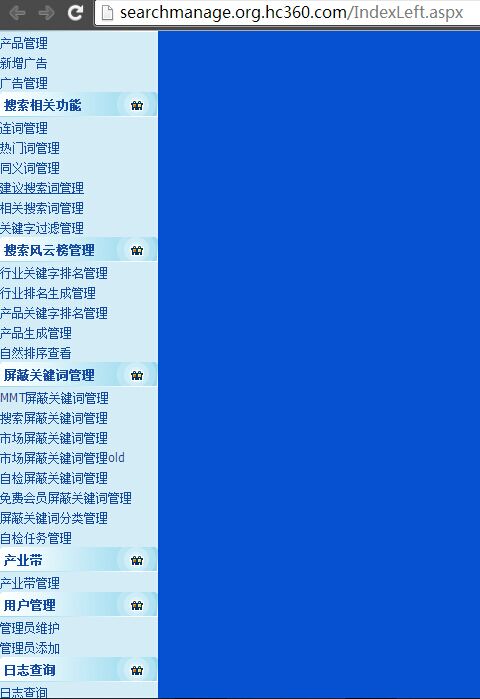 searchmanage.org.hc360.com/IndexLeft.aspx
产品管理
新增广告
广告管理
搜索相关功能
连词管理
热门词管理
同义词管理
建议搜索词管理
相关搜索词管理
关键字过滤管理
搜索风云榜管理
行业关键字排名管理
行业排名生成管理
产品关键字排名管理
产品生成管理
自然排序查看
屏蔽关键词管理
MMT屏蔽关键词管理
搜索屏蔽关键词管理
市场屏蔽关键词管理
市场屏蔽关键词管理old
自检屏蔽关键词管理
免费会员屏蔽关键词管理
屏蔽关键词分类管理
自检任务管理
产业带
产业带管理
用户管理
管理员维护
管理员添加
日志查询
日志查询